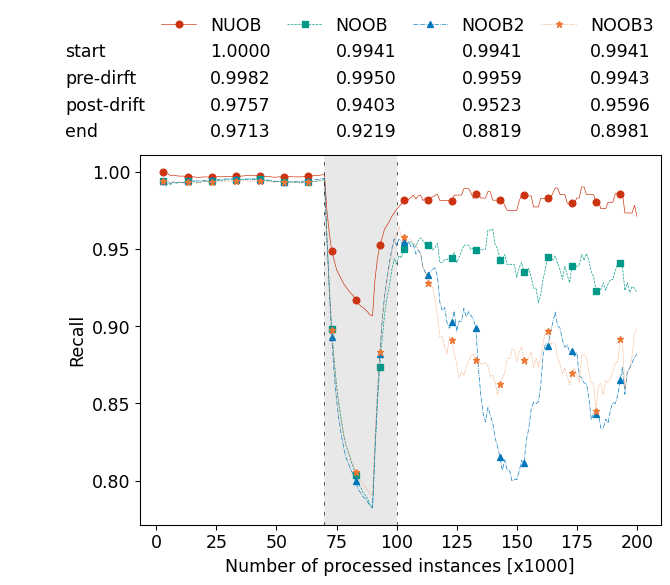 NUOB NOOB NOOB2 NOOB3
start 1.0000 0.9941 0.9941 0.9941
pre-dirft 0.9982 0.9950 0.9959 0.9943
post-drift 0.9757 0.9403 0.9523 0.9596
end 0.9713 0.9219 0.8819 0.8981
1.00
0.95
0.90
0.85
0.80
Recall
0 25 50 75 100 125 150 175 200
Number of processed instances [x1000]